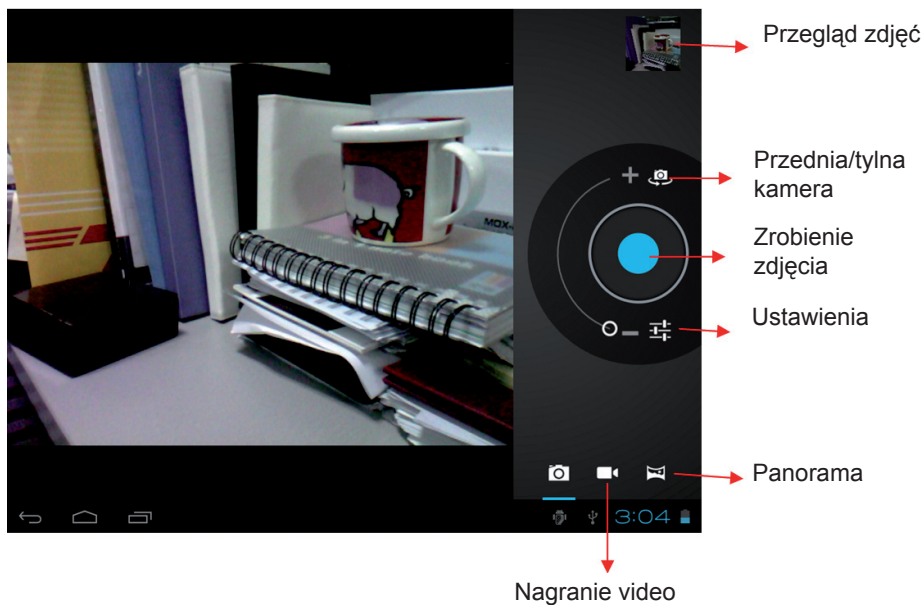 Przegląd zdjęć
Przednia/tylna
kamera
Zrobienie
zdjęcia
Ustawienia
Panorama
3:04
Nagranie video